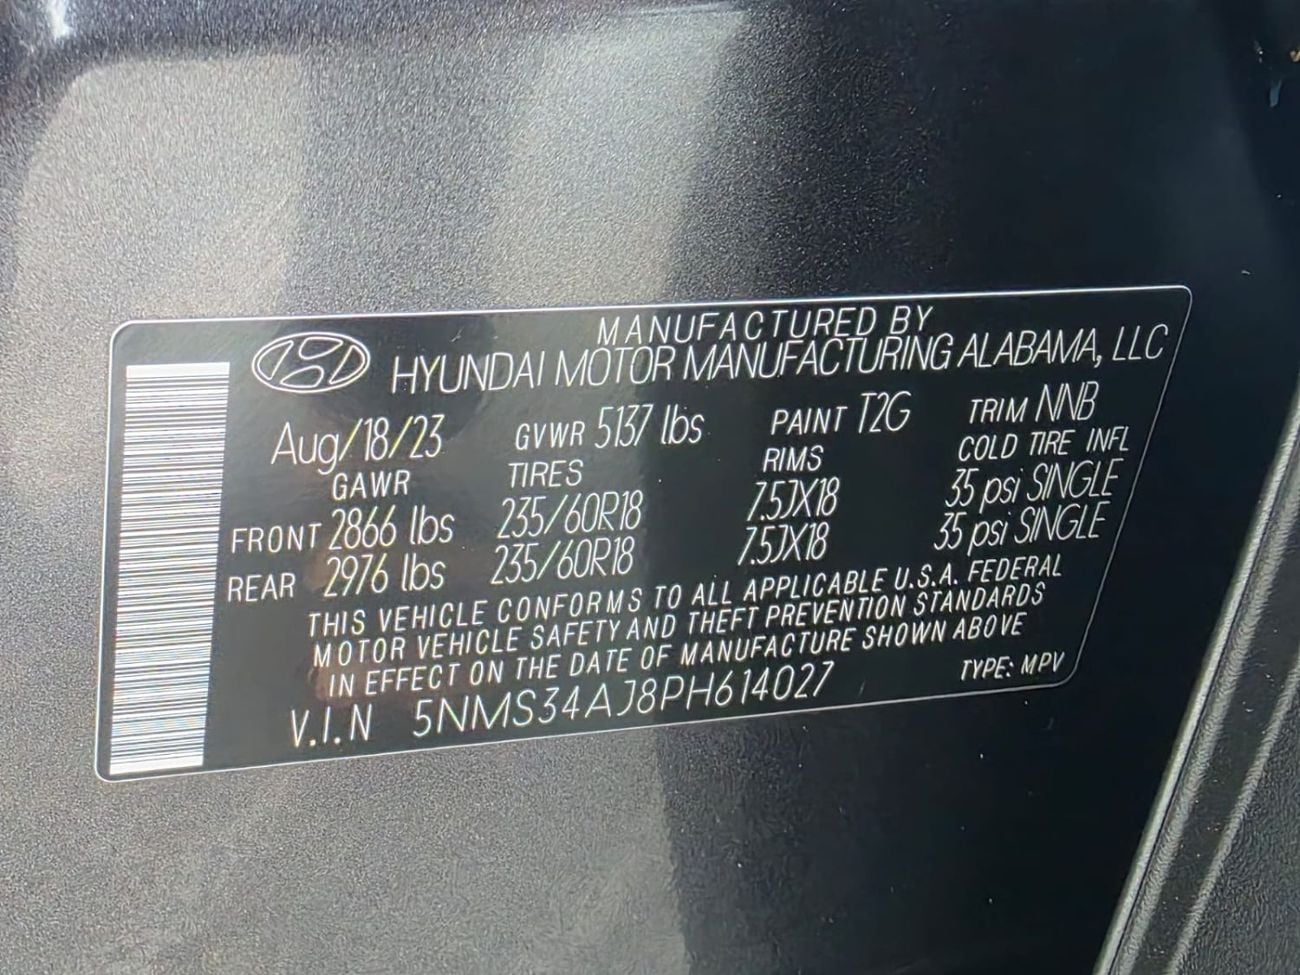 MANUFACTURED BY
HYUNDAI MOTOR MANUFACTURING ALABAMA, LLC
Aug/18/23 GVWR 5137 lbs PAINT T2G TRIM NNB
GAWR TIRES RIMS COLD TIRE INFL
FRONT 2866 lbs 235/60R18 7.5JX18 35 psi SINGLE
REAR 2976 lbs 235/60R18 7.5JX18 35 psi SINGLE
THIS VEHICLE CONFORMS TO ALL APPLICABLE U.S.A. FEDERAL
MOTOR VEHICLE SAFETY AND THEFT PREVENTION STANDARDS
IN EFFECT ON THE DATE OF MANUFACTURE SHOWN ABOVE
V.I.N 5NMS34AJ8PH614027 TYPE: MPV